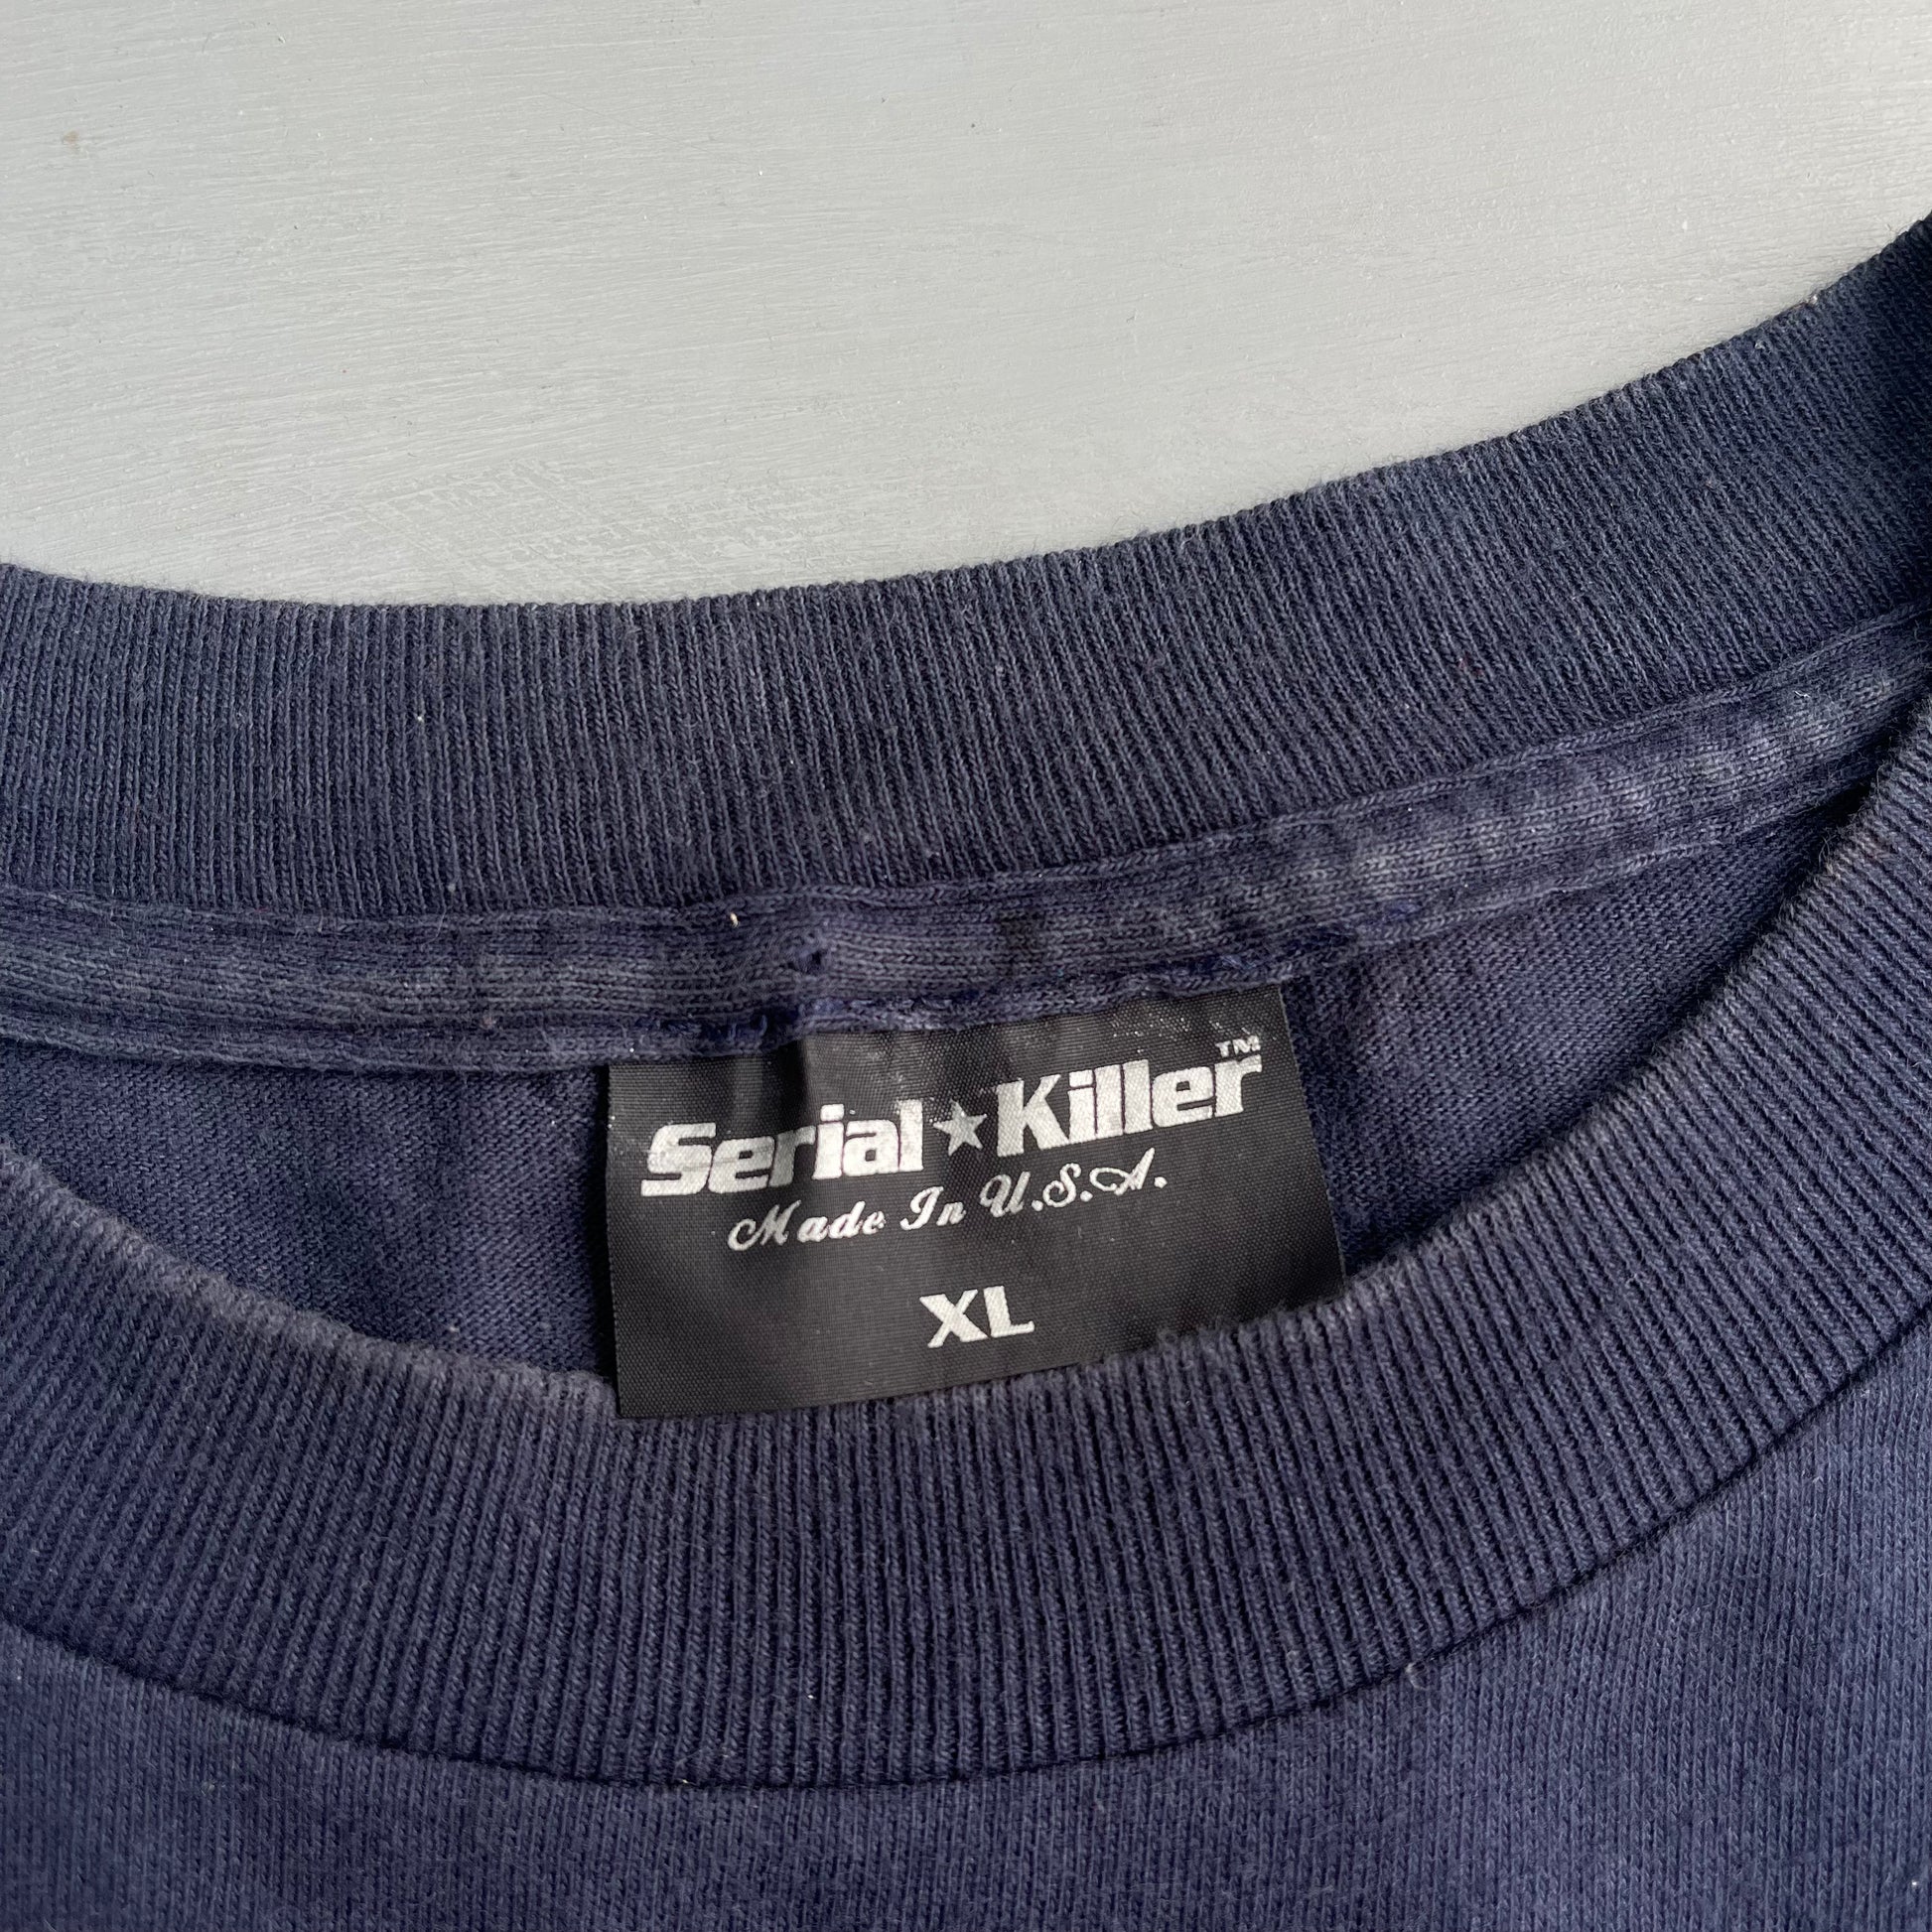 Serial★Killer™
Made In U.S.A.
XL